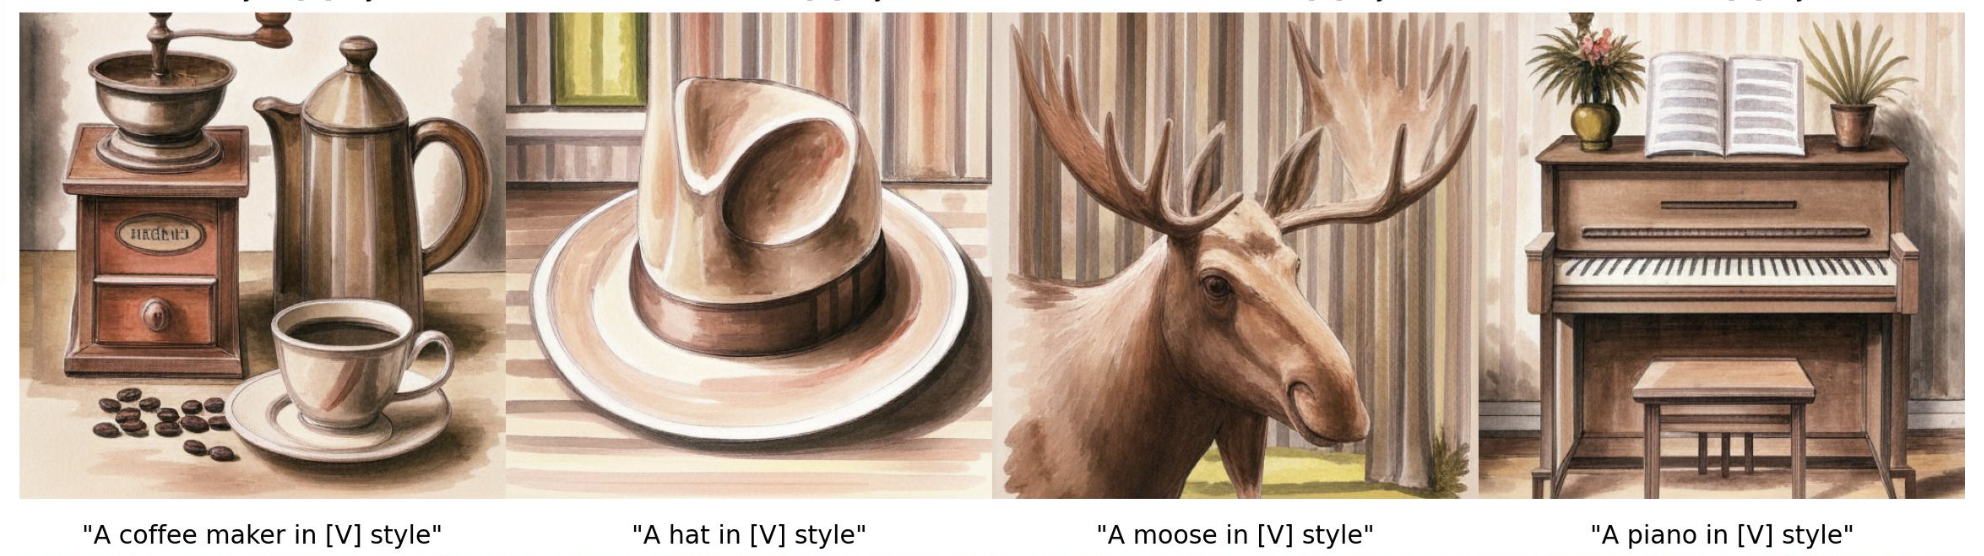 "A coffee maker in [V] style"
"A hat in [V] style"
"A moose in [V] style"
"A piano in [V] style"